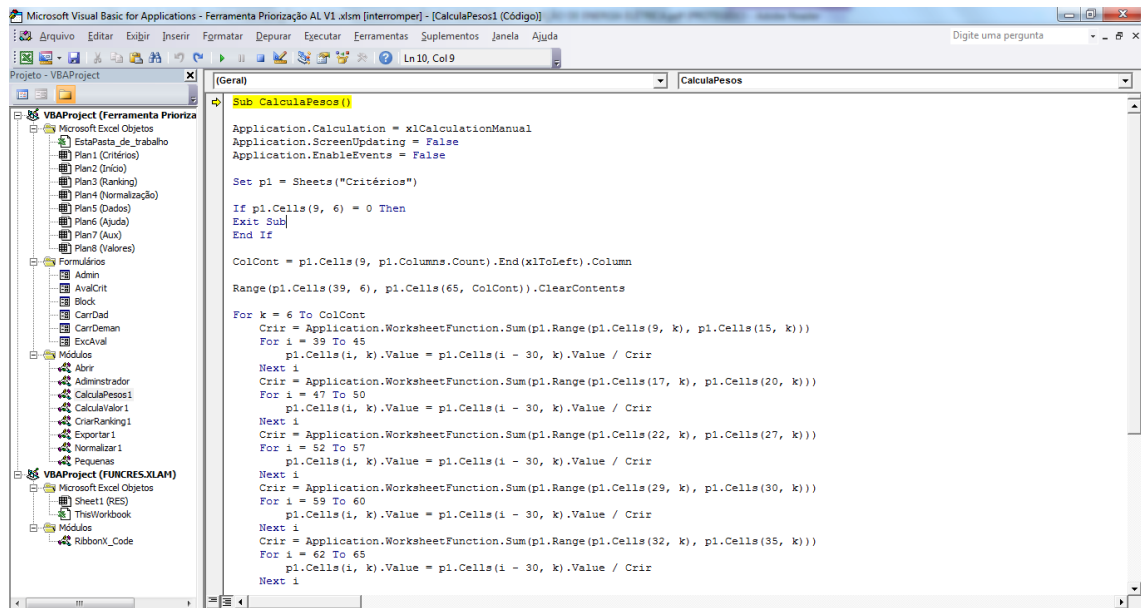 Microsoft Visual Basic for Applications - Ferramenta Priorização AL V1 .xlsm [interromper] - [CalculaPesos1 (Código)]
Arquivo Editar Exibir Inserir Formatar Depurar Executar Ferramentas Suplementos Janela Ajuda Digite uma pergunta
Ln 10, Col 9
Projeto - VBAProject
(Geral) CalculaPesos
VBAProject (Ferramenta Prioriza
Microsoft Excel Objetos
EstaPasta_de_trabalho
Plan1 (Critérios)
Plan2 (Início)
Plan3 (Ranking)
Plan4 (Normalização)
Plan5 (Dados)
Plan6 (Ajuda)
Plan7 (Aux)
Plan8 (Valores)
Formulários
Admin
AvalCrit
Block
CarrDad
CarrDeman
ExcAval
Módulos
Abrir
Adminstrador
CalculaPesos1
CalculaValor1
CriarRanking1
Exportar1
Normalizar1
Pequenas
VBAProject (FUNCRES.XLAM)
Microsoft Excel Objetos
Sheet1 (RES)
ThisWorkbook
Módulos
RibbonX_Code
Sub CalculaPesos()
Application.Calculation = xlCalculationManual
Application.ScreenUpdating = False
Application.EnableEvents = False
Set p1 = Sheets("Critérios")
If p1.Cells(9, 6) = 0 Then
Exit Sub
End If
ColCont = p1.Cells(9, p1.Columns.Count).End(xlToLeft).Column
Range(p1.Cells(39, 6), p1.Cells(65, ColCont)).ClearContents
For k = 6 To ColCont
Crir = Application.WorksheetFunction.Sum(p1.Range(p1.Cells(9, k), p1.Cells(15, k)))
For i = 39 To 45
p1.Cells(i, k).Value = p1.Cells(i - 30, k).Value / Crir
Next i
Crir = Application.WorksheetFunction.Sum(p1.Range(p1.Cells(17, k), p1.Cells(20, k)))
For i = 47 To 50
p1.Cells(i, k).Value = p1.Cells(i - 30, k).Value / Crir
Next i
Crir = Application.WorksheetFunction.Sum(p1.Range(p1.Cells(22, k), p1.Cells(27, k)))
For i = 52 To 57
p1.Cells(i, k).Value = p1.Cells(i - 30, k).Value / Crir
Next i
Crir = Application.WorksheetFunction.Sum(p1.Range(p1.Cells(29, k), p1.Cells(30, k)))
For i = 59 To 60
p1.Cells(i, k).Value = p1.Cells(i - 30, k).Value / Crir
Next i
Crir = Application.WorksheetFunction.Sum(p1.Range(p1.Cells(32, k), p1.Cells(35, k)))
For i = 62 To 65
p1.Cells(i, k).Value = p1.Cells(i - 30, k).Value / Crir
Next i